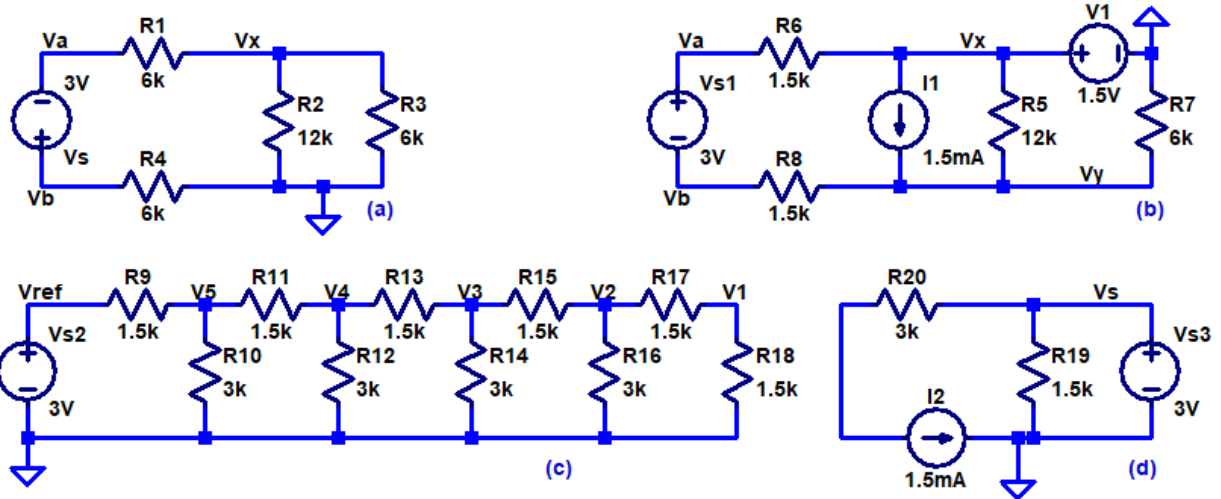 R1
Va
Vx
6k
3V
R2
12k
R3
6k
Vs
R4
Vb
6k
(a)
V1
R6
Va
Vx
1.5k
1.5V
Vs1
I1
R5
R7
12k
6k
3V
R8
1.5mA
Vb
1.5k
Vy
(b)
R9
R11
R13
R15
R17
Vref
V5
V4
V3
V2
V1
1.5k
1.5k
1.5k
1.5k
1.5k
Vs2
R10
R12
R14
R16
R18
3k
3k
3k
3k
1.5k
3V
(c)
R20
Vs
3k
Vs3
R19
1.5k
3V
I2
1.5mA
(d)